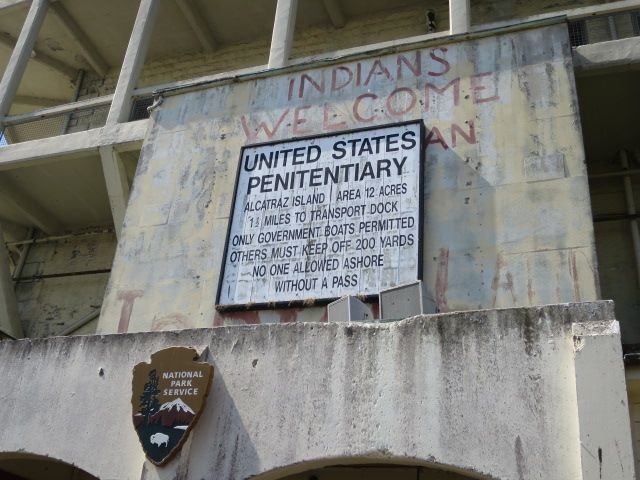 INDIANS
WELCOME
UNITED STATES
PENITENTIARY
ALCATRAZ ISLAND AREA 12 ACRES
1½ MILES TO TRANSPORT DOCK
ONLY GOVERNMENT BOATS PERMITTED
OTHERS MUST KEEP OFF 200 YARDS
NO ONE ALLOWED ASHORE
WITHOUT A PASS
NATIONAL
PARK
SERVICE